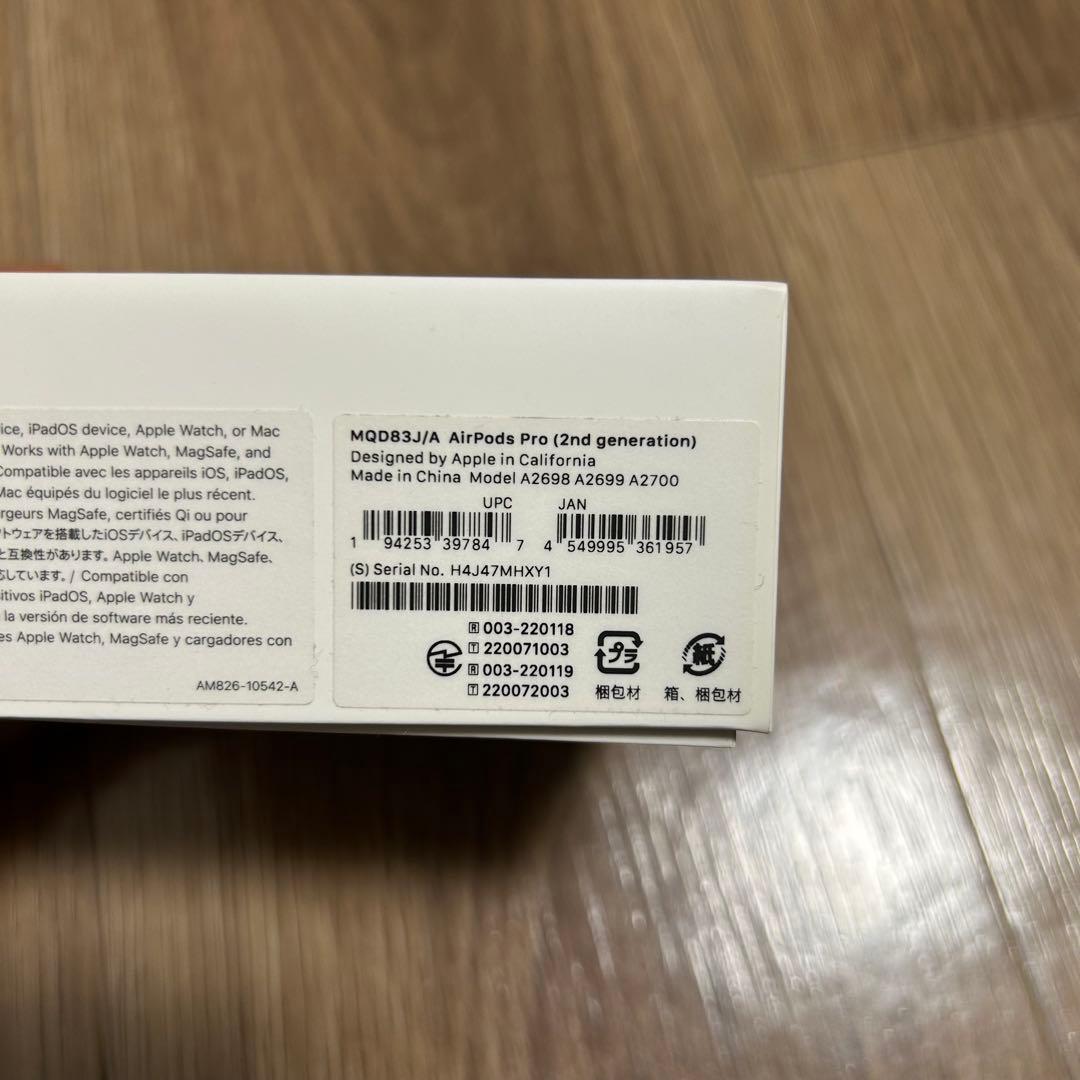 ice, iPadOS device, Apple Watch, or Mac
Works with Apple Watch, MagSafe, and
Compatible avec les appareils iOS, iPadOS,
Mac équipés du logiciel le plus récent.
rgeurs MagSafe, certifiés Qi ou pour
トウェアを搭載したiOSデバイス、iPadOSデバイス、
と互換性があります。Apple Watch、MagSafe、
応しています。/ Compatible con
sitivos iPadOS, Apple Watch y
la versión de software más reciente.
es Apple Watch, MagSafe y cargadores con
AM826-10542-A
MQD83J/A AirPods Pro (2nd generation)
Designed by Apple in California
Made in China Model A2698 A2699 A2700
UPC JAN
1 94253 39784 7 4 549995 361957
(S) Serial No. H4J47MHXY1
R 003-220118
T 220071003
R 003-220119
T 220072003
プラ
梱包材
紙
箱、梱包材